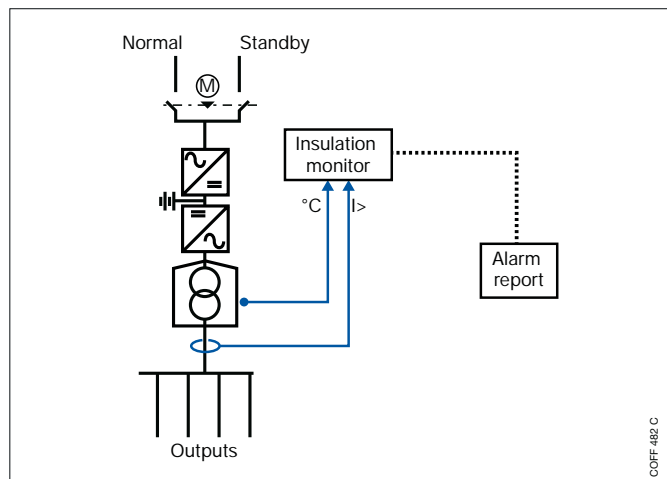 Normal
Standby
M
Insulation
monitor
°C
I>
Alarm
report
Outputs
COFF 482 C